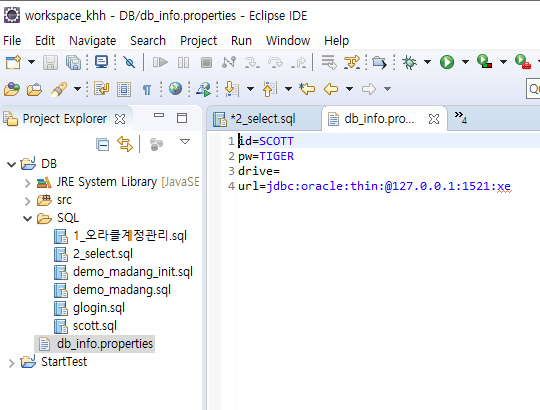 workspace_khh - DB/db_info.properties - Eclipse IDE
File Edit Navigate Search Project Run Window Help
Project Explorer
*2_select.sql
db_info.pro...
4
DB
JRE System Library [JavaSE
src
SQL
1_오라클계정관리.sql
2_select.sql
demo_madang_init.sql
demo_madang.sql
glogin.sql
scott.sql
db_info.properties
StartTest
1 id=SCOTT
2 pw=TIGER
3 drive=
4 url=jdbc:oracle:thin:@127.0.0.1:1521:xe